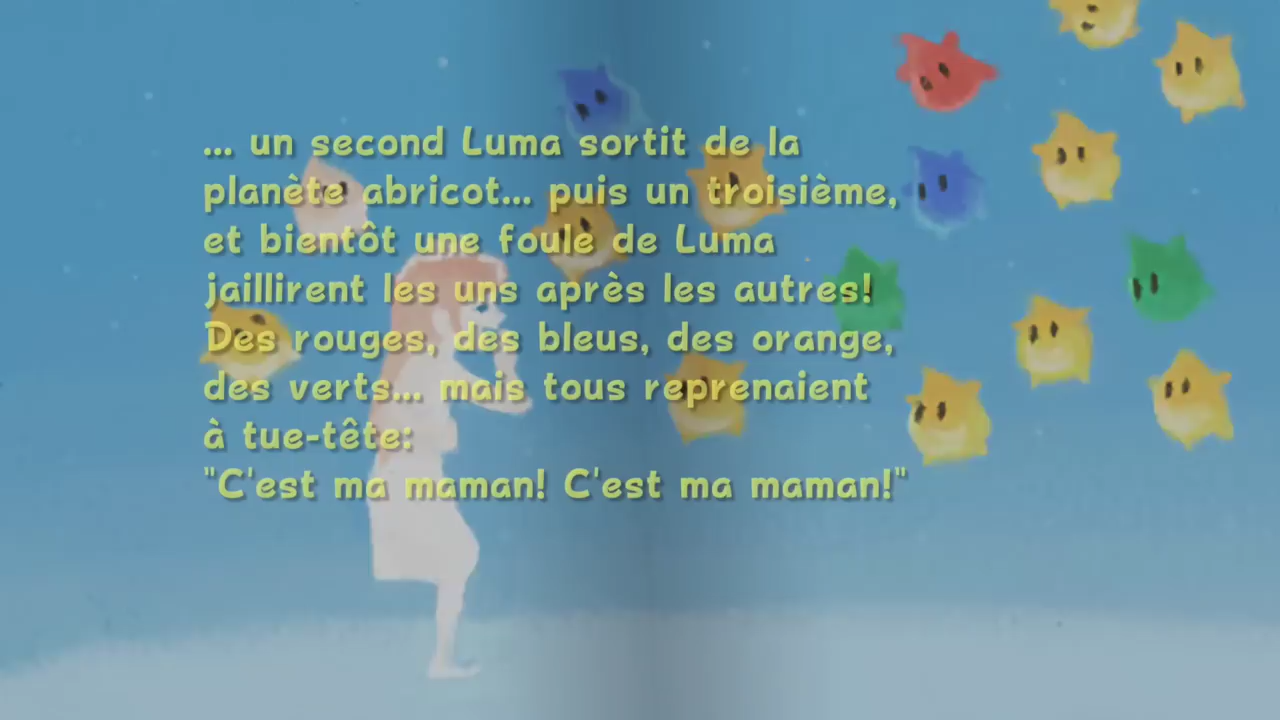 ... un second Luma sortit de la
planète abricot... puis un troisième,
et bientôt une foule de Luma
jaillirent les uns après les autres!
Des rouges, des bleus, des orange,
des verts... mais tous reprenaient
à tue-tête:
"C'est ma maman! C'est ma maman!"